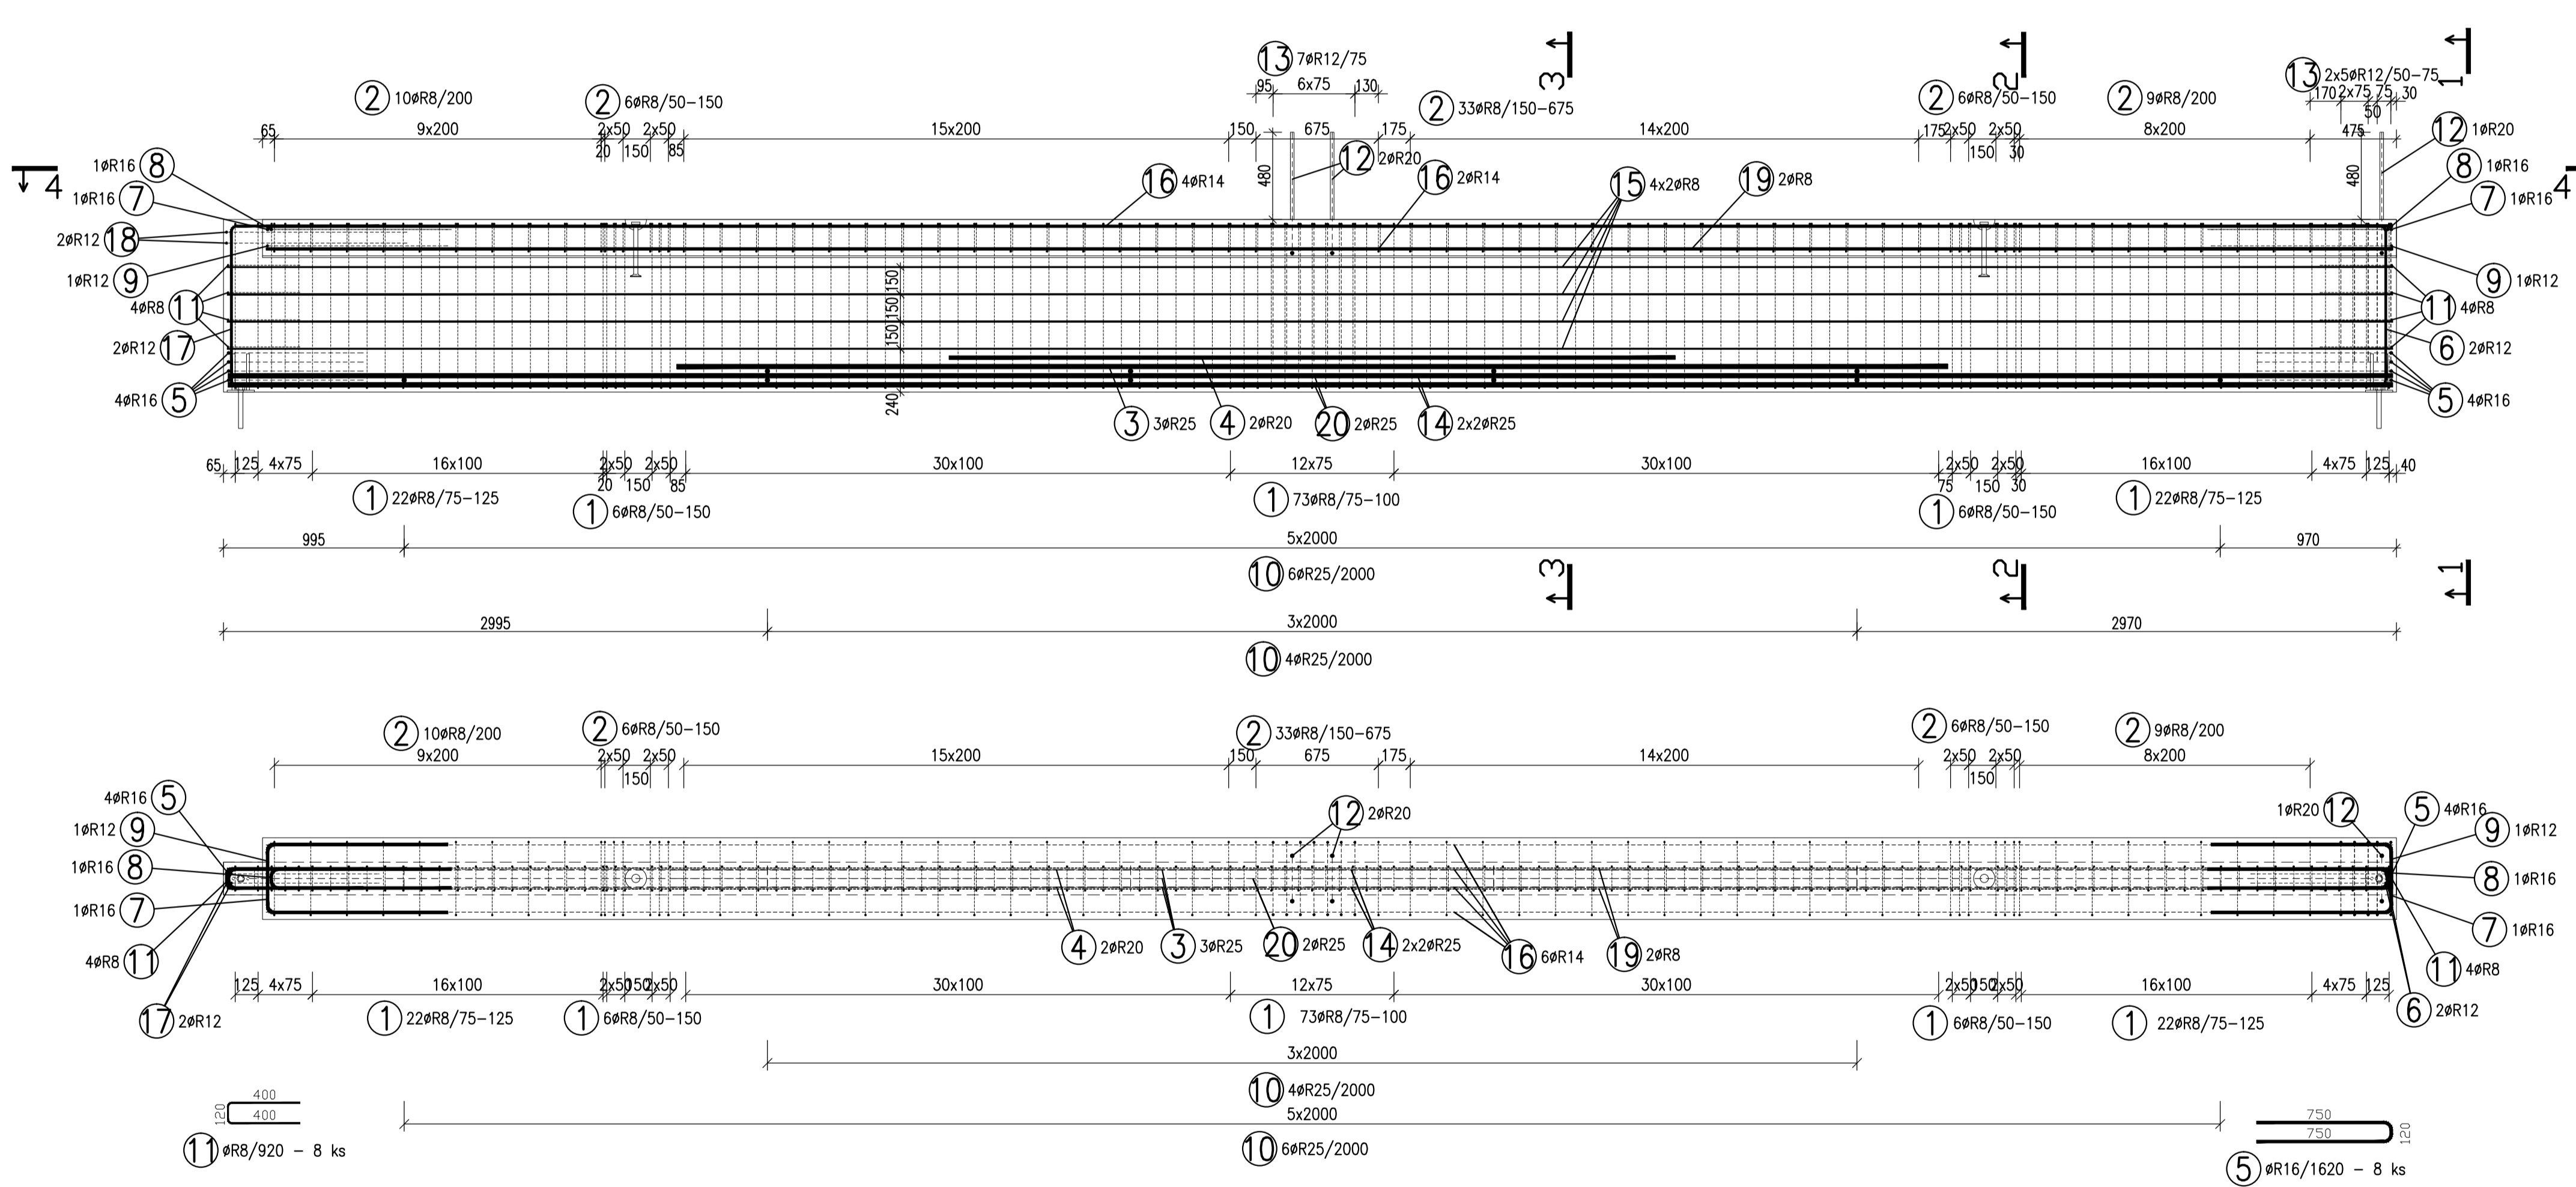 13 7øR12/75
95 6x75 130
3
2
1
13 2x5øR12/50-75
170 2x75 75 30
50
2 10øR8/200
2 6øR8/50-150
2 33øR8/150-675
2 6øR8/50-150
2 9øR8/200
65 9x200 2x50 2x50 15x200 150 675 175 14x200 175 2x50 2x50 8x200 475
20 150 85 150 30
480
480
12 1øR20
12 2øR20
4
4
1øR16 8
1øR16 7
2øR12 18
1øR12 9
4øR8 11
2øR12 17
4øR16 5
16 4øR14
16 2øR14
15 4x2øR8
19 2øR8
8 1øR16
7 1øR16
9 1øR12
11 4øR8
6 2øR12
5 4øR16
150
150
150
240
3 3øR25
4 2øR20
20 2øR25
14 2x2øR25
65 125 4x75 16x100 2x50 2x50 30x100 12x75 30x100 2x50 2x50 16x100 4x75 125 40
20 150 85 75 150 30
1 22øR8/75-125
1 6øR8/50-150
1 73øR8/75-100
1 6øR8/50-150
1 22øR8/75-125
995 5x2000 970
10 6øR25/2000
3
2
1
2995 3x2000 2970
10 4øR25/2000
2 10øR8/200
2 6øR8/50-150
2 33øR8/150-675
2 6øR8/50-150
2 9øR8/200
9x200 2x50 2x50 15x200 150 675 175 14x200 2x50 2x50 8x200
150 150
4øR16 5
1øR12 9
1øR16 8
1øR16 7
4øR8 11
17 2øR12
12 2øR20
1øR20 12
5 4øR16
9 1øR12
8 1øR16
7 1øR16
11 4øR8
6 2øR12
4 2øR20
3 3øR25
20 2øR25
14 2x2øR25
16 6øR14
19 2øR8
125 4x75 16x100 2x50 150 2x50 30x100 12x75 30x100 2x50 150 2x50 16x100 4x75 125
1 22øR8/75-125
1 6øR8/50-150
1 73øR8/75-100
1 6øR8/50-150
1 22øR8/75-125
3x2000
10 4øR25/2000
5x2000
10 6øR25/2000
400
120 400
11 øR8/920 - 8 ks
750
750 120
5 øR16/1620 - 8 ks